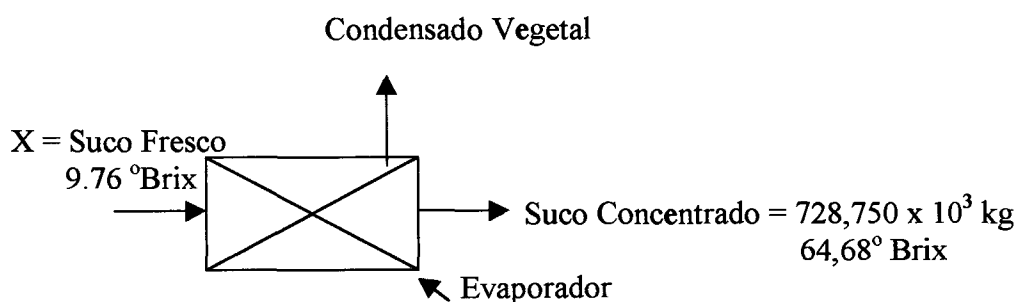 Condensado Vegetal
X = Suco Fresco
9.76 °Brix
Suco Concentrado = 728,750 x 10³ kg
64,68° Brix
Evaporador